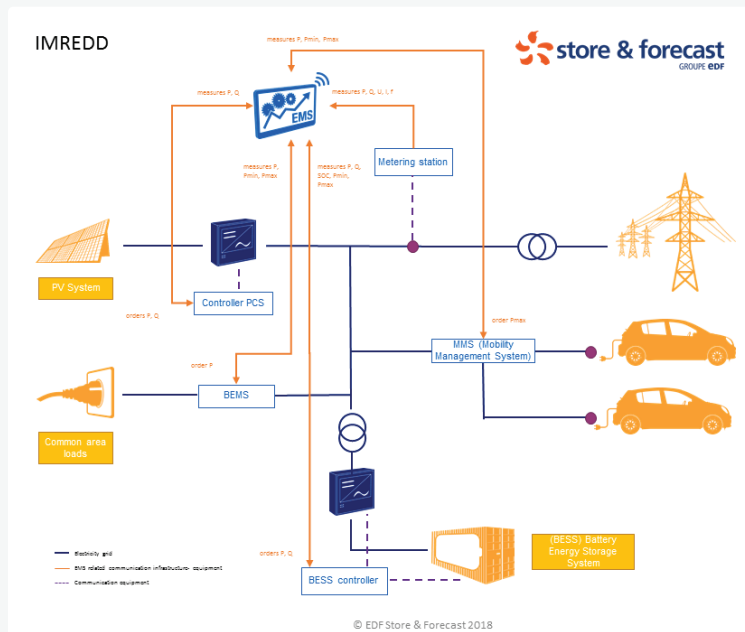 IMREDD
measures P, Pmin, Pmax
store & forecast
GROUPE eDF
measures P, Q
measures P, Q, U, I, f
EMS
Metering station
measures P,
Pmin, Pmax
measures P, Q,
SOC, Pmin,
Pmax
PV System
Controller PCS
orders P, Q
order Pmax
MMS (Mobility
Management System)
order P
BEMS
Common area
loads
(BESS) Battery
Energy Storage
System
Electricity grid
orders P, Q
EMS related communication infrastructure- equipment
BESS controller
Communication equipment
© EDF Store & Forecast 2018